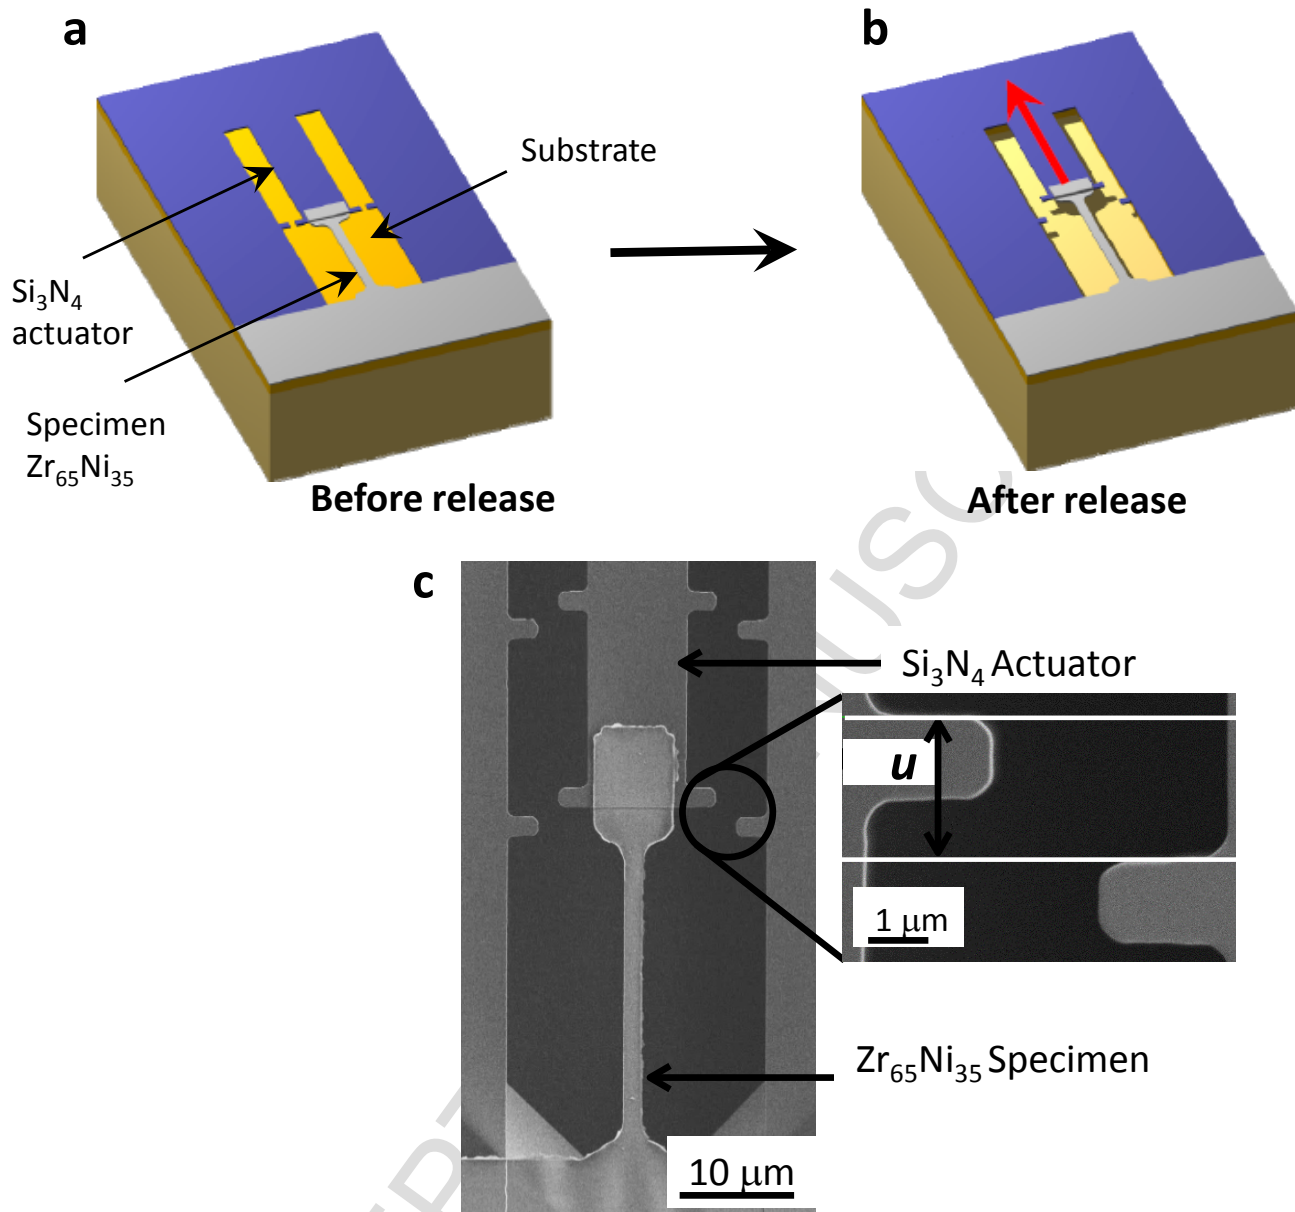 a
b
Substrate
Si₃N₄
actuator
Specimen
Zr₆₅Ni₃₅
Before release
After release
c
Si₃N₄ Actuator
u
1 μm
Zr₆₅Ni₃₅ Specimen
10 μm